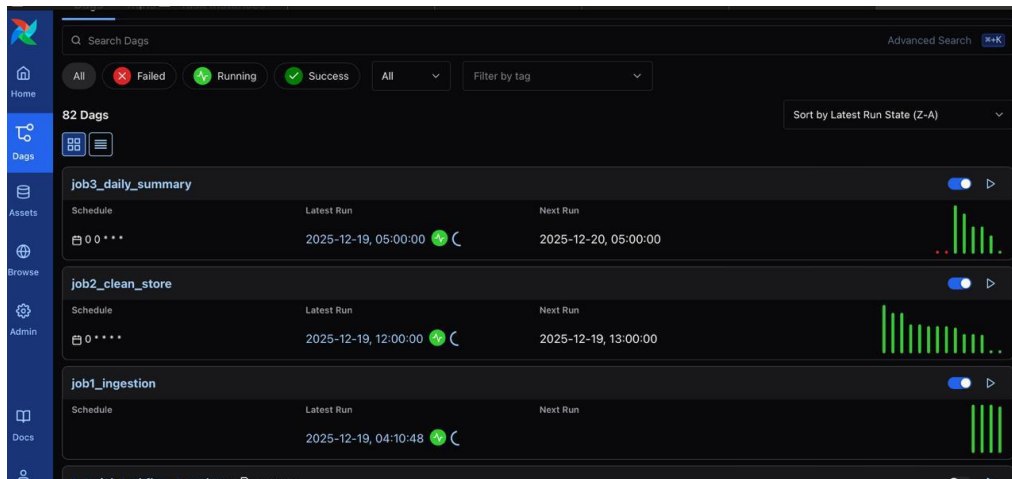 Search Dags
Advanced Search ⌘+K
Home
All Failed Running Success All Filter by tag
82 Dags
Sort by Latest Run State (Z-A)
Dags
job3_daily_summary
Assets
Schedule Latest Run Next Run
0 0 * * * 2025-12-19, 05:00:00 2025-12-20, 05:00:00
Browse
job2_clean_store
Schedule Latest Run Next Run
Admin
0 * * * * 2025-12-19, 12:00:00 2025-12-19, 13:00:00
job1_ingestion
Schedule Latest Run Next Run
Docs
2025-12-19, 04:10:48